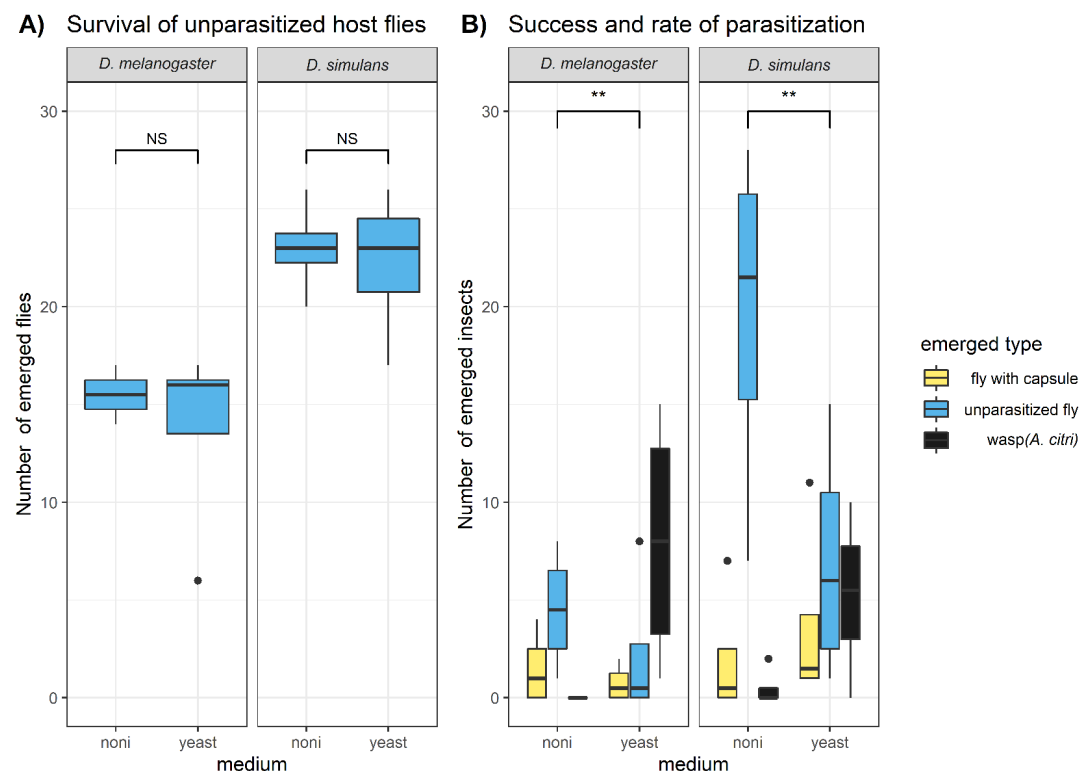 A) Survival of unparasitized host flies
D. melanogaster
D. simulans
30
20
10
0
NS
NS
Number of emerged flies
noni
yeast
noni
yeast
medium
B) Success and rate of parasitization
D. melanogaster
D. simulans
30
20
10
0
**
**
Number of emerged insects
noni
yeast
noni
yeast
medium
emerged type
fly with capsule
unparasitized fly
wasp(A. citri)